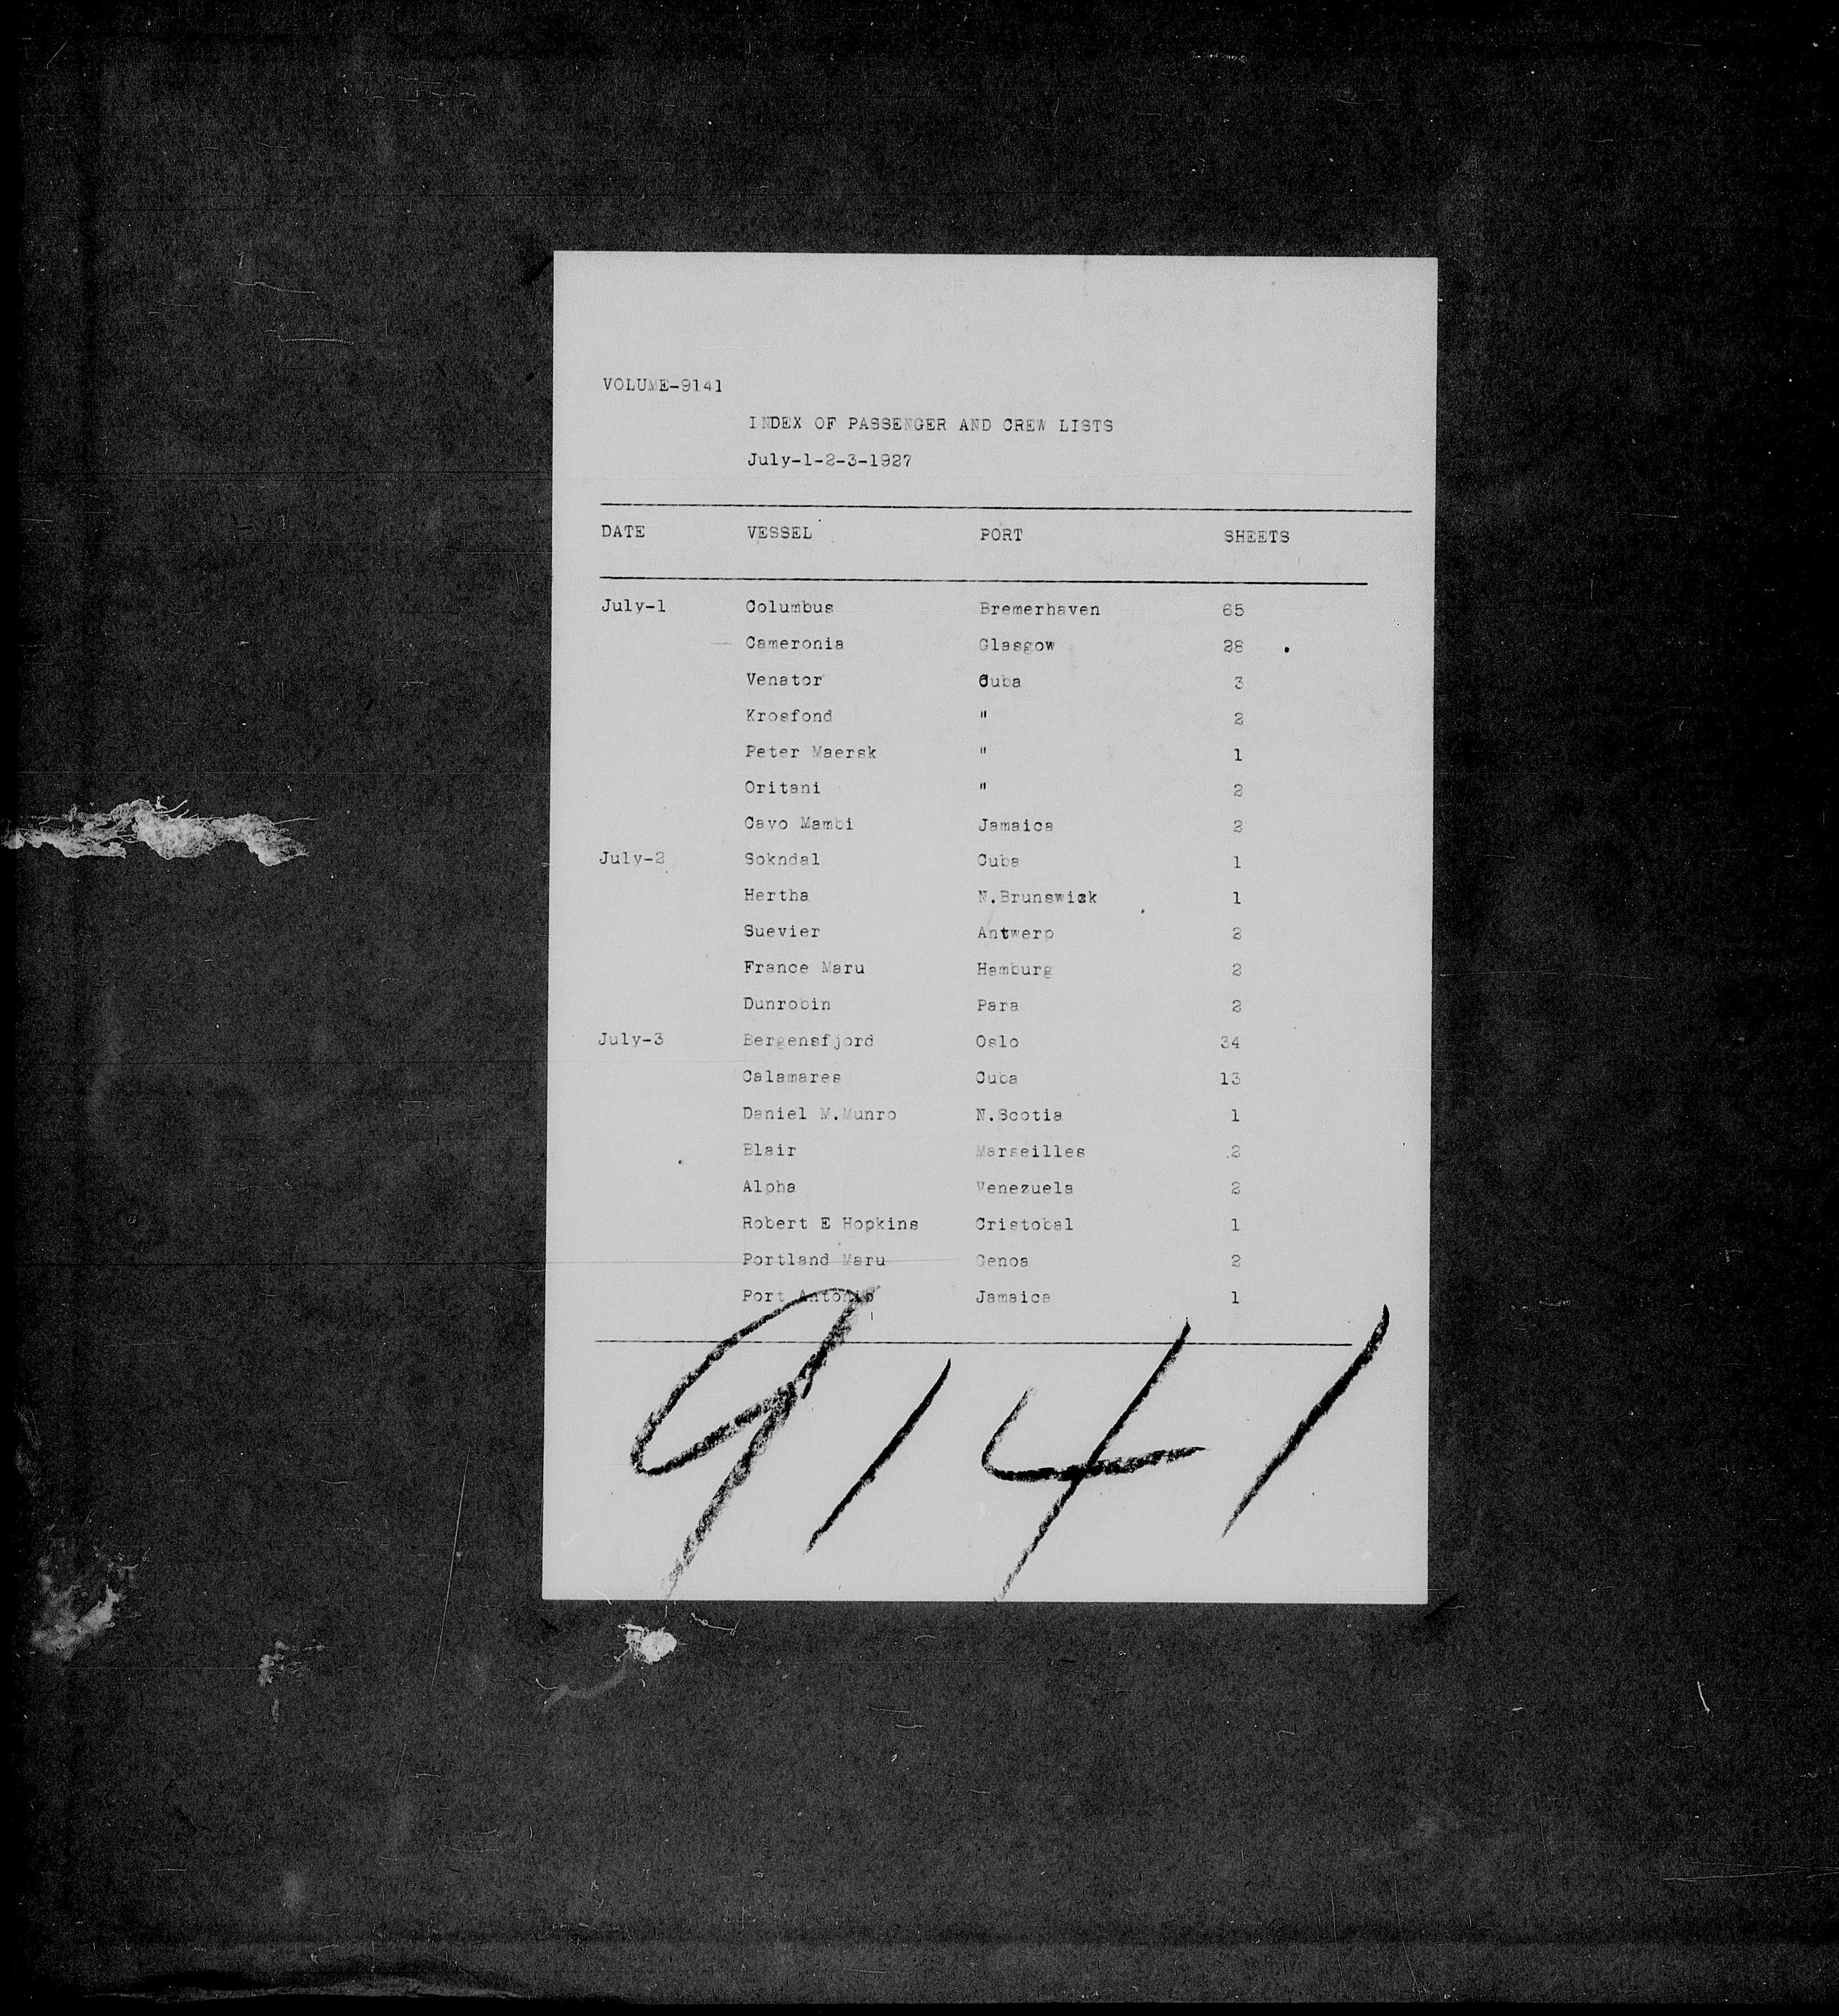 VOLUME-9141
INDEX OF PASSENGER AND CREW LISTS
July-1-2-3-1927
DATE VESSEL PORT SHEETS
July-1 Columbus Bremerhaven 65
Cameronia Glasgow 28
Venator Cuba 3
Krosfond " 2
Peter Maersk " 1
Oritani " 2
Cayo Mambi Jamaica 2
July-2 Sokndal Cuba 1
Hertha N.Brunswick 1
Suevier Antwerp 2
France Maru Hamburg 2
Dunrobin Para 2
July-3 Bergensfjord Oslo 34
Calamares Cuba 13
Daniel M.Munro N.Scotia 1
Blair Marseilles 2
Alpha Venezuela 2
Robert E Hopkins Cristobal 1
Portland Maru Genoa 2
Port Antonio Jamaica 1
9141